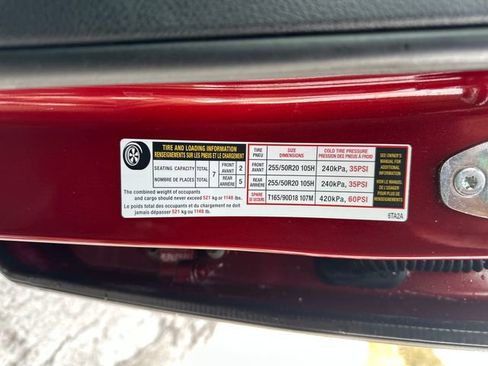 TIRE AND LOADING INFORMATION
RENSEIGNEMENTS SUR LES PNEUS ET LE CHARGEMENT
SEATING CAPACITY TOTAL 7 FRONT AVANT 2
NOMBRE DE PLACES TOTAL REAR ARRIÈRE 5
The combined weight of occupants
and cargo should never exceed 521 kg or 1148 lbs.
Le poids total des occupants et du chargement ne doit
jamais dépasser 521 kg ou 1148 lb.
TIRE PNEU SIZE DIMENSIONS COLD TIRE PRESSURE PRESSION DES PNEUS À FROID
FRONT AVANT 255/50R20 105H 240kPa, 35PSI
REAR ARRIÈRE 255/50R20 105H 240kPa, 35PSI
SPARE DE SECOURS T165/90D18 107M 420kPa, 60PSI
SEE OWNER'S
MANUAL FOR
ADDITIONAL
INFORMATION
VOIR LE MANUEL
DE L'USAGER
POUR PLUS DE
RENSEIGNEMENTS
5TA2A